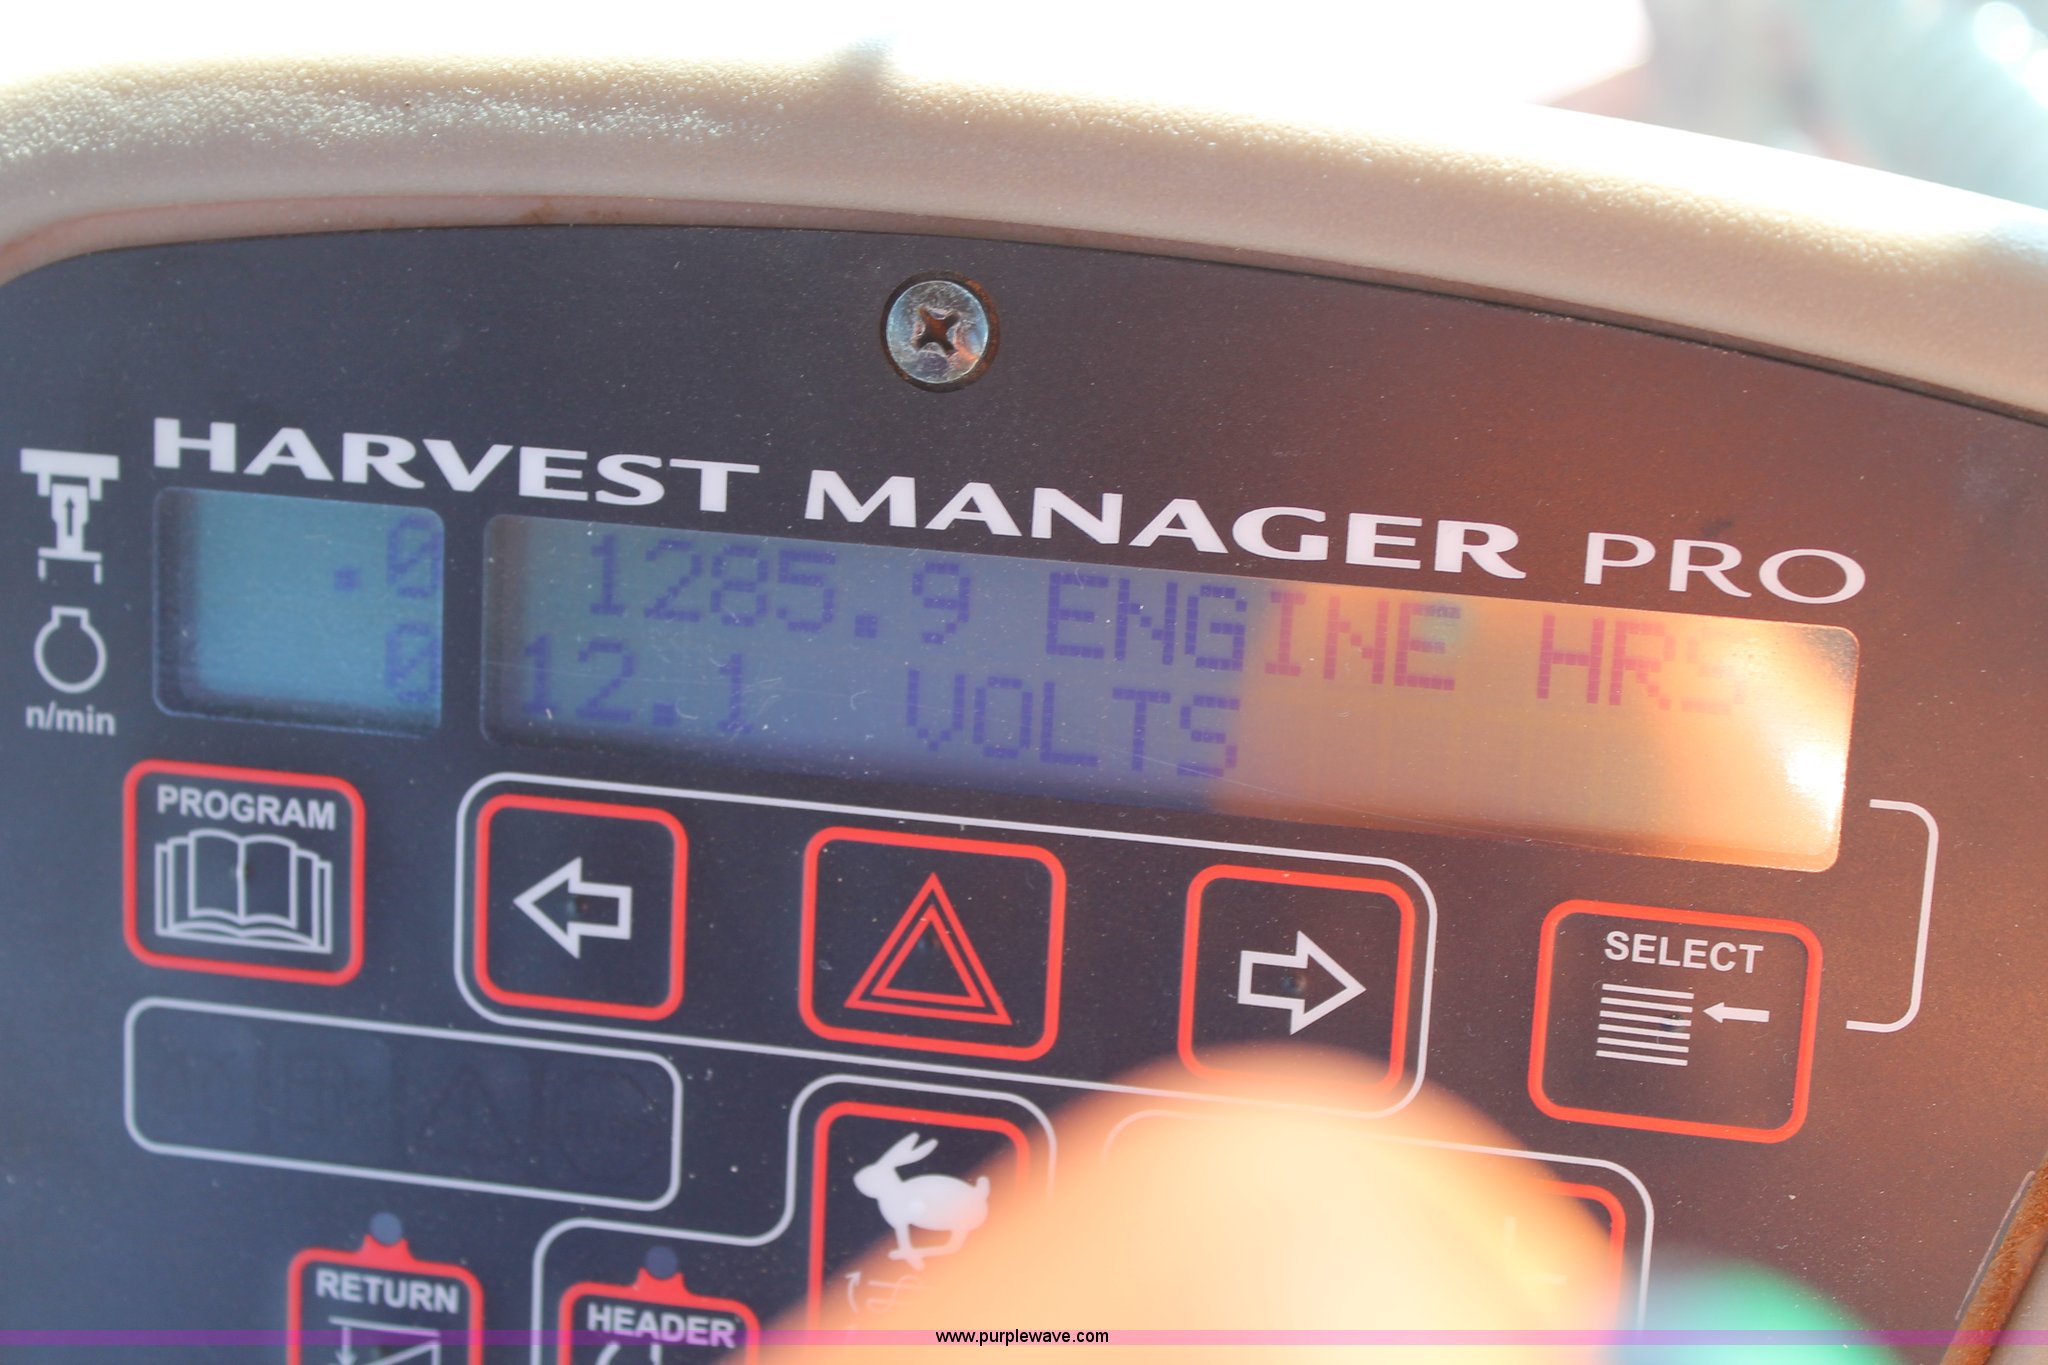 HARVEST MANAGER PRO
.0
0
1285.9 ENGINE HRS
12.1 VOLTS
n/min
PROGRAM
SELECT
RETURN
HEADER
www.purplewave.com